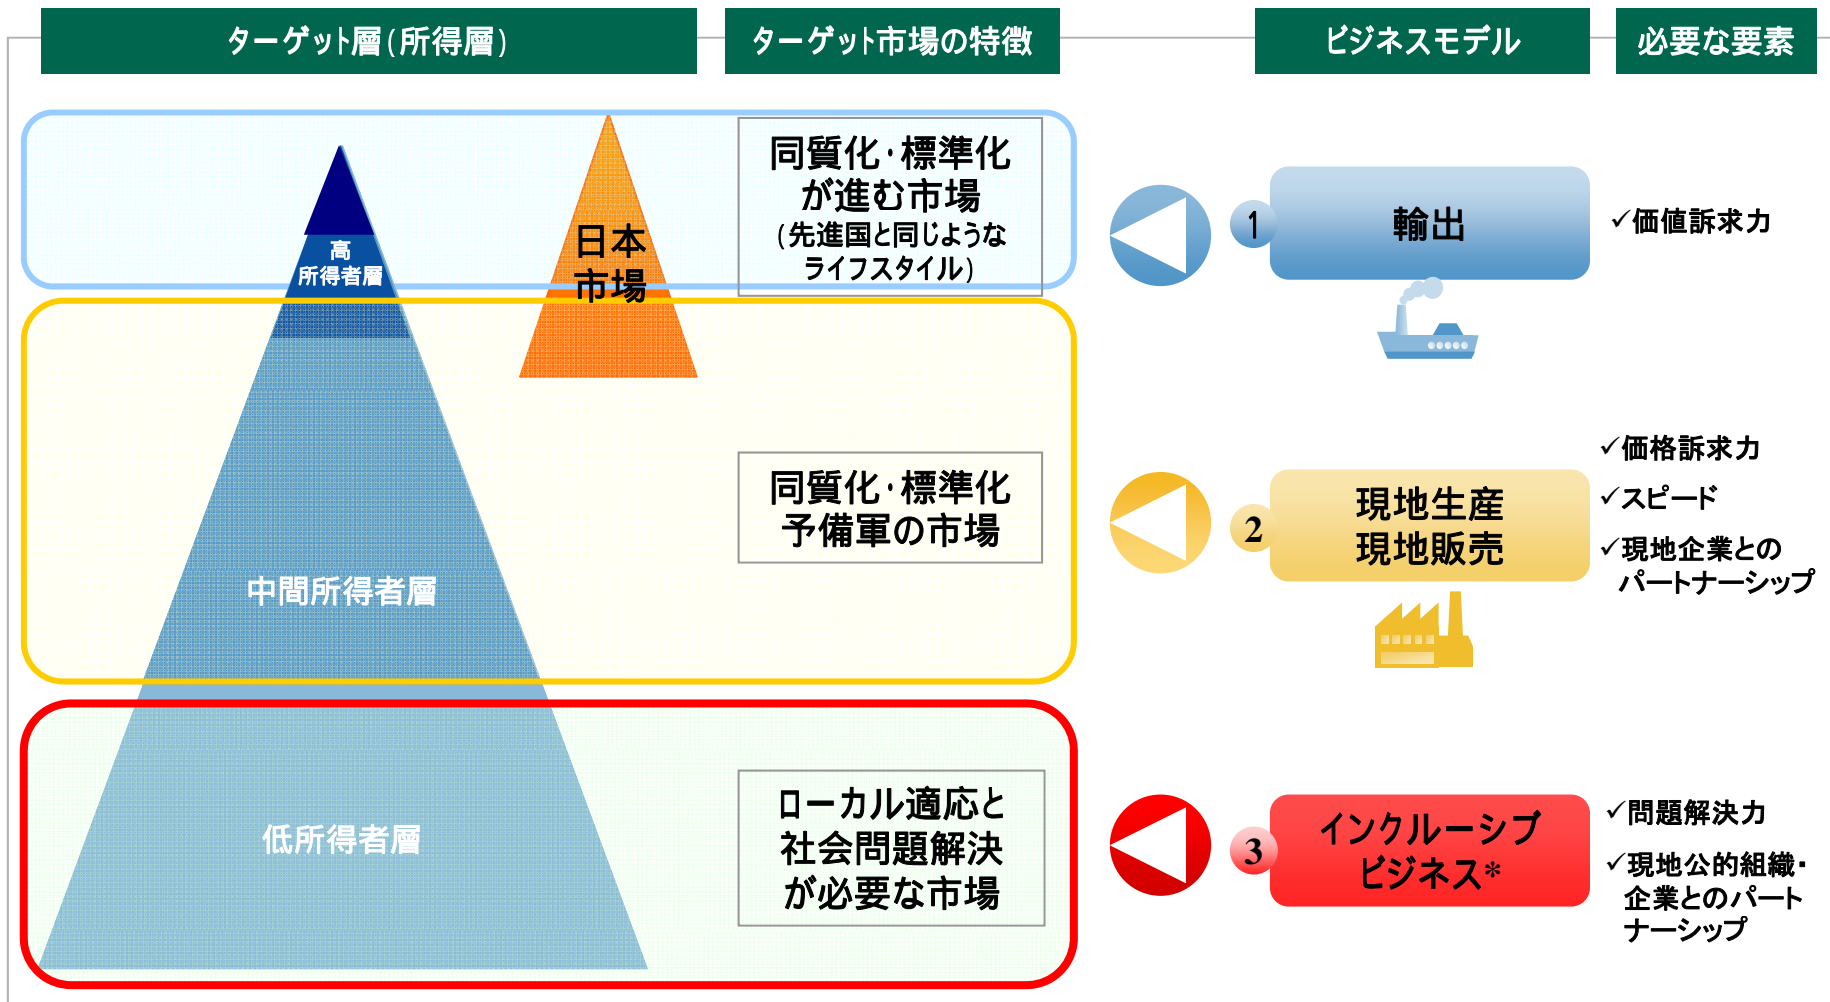 ターゲット層(所得層)
ターゲット市場の特徴
ビジネスモデル
必要な要素
高
所得者層
日本
市場
同質化・標準化
が進む市場
(先進国と同じような
ライフスタイル)
1
輸出
✓価値訴求力
中間所得者層
同質化・標準化
予備軍の市場
2
現地生産
現地販売
✓価格訴求力
✓スピード
✓現地企業との
パートナーシップ
低所得者層
ローカル適応と
社会問題解決
が必要な市場
3
インクルーシブ
ビジネス*
✓問題解決力
✓現地公的組織・
企業とのパート
ナーシップ